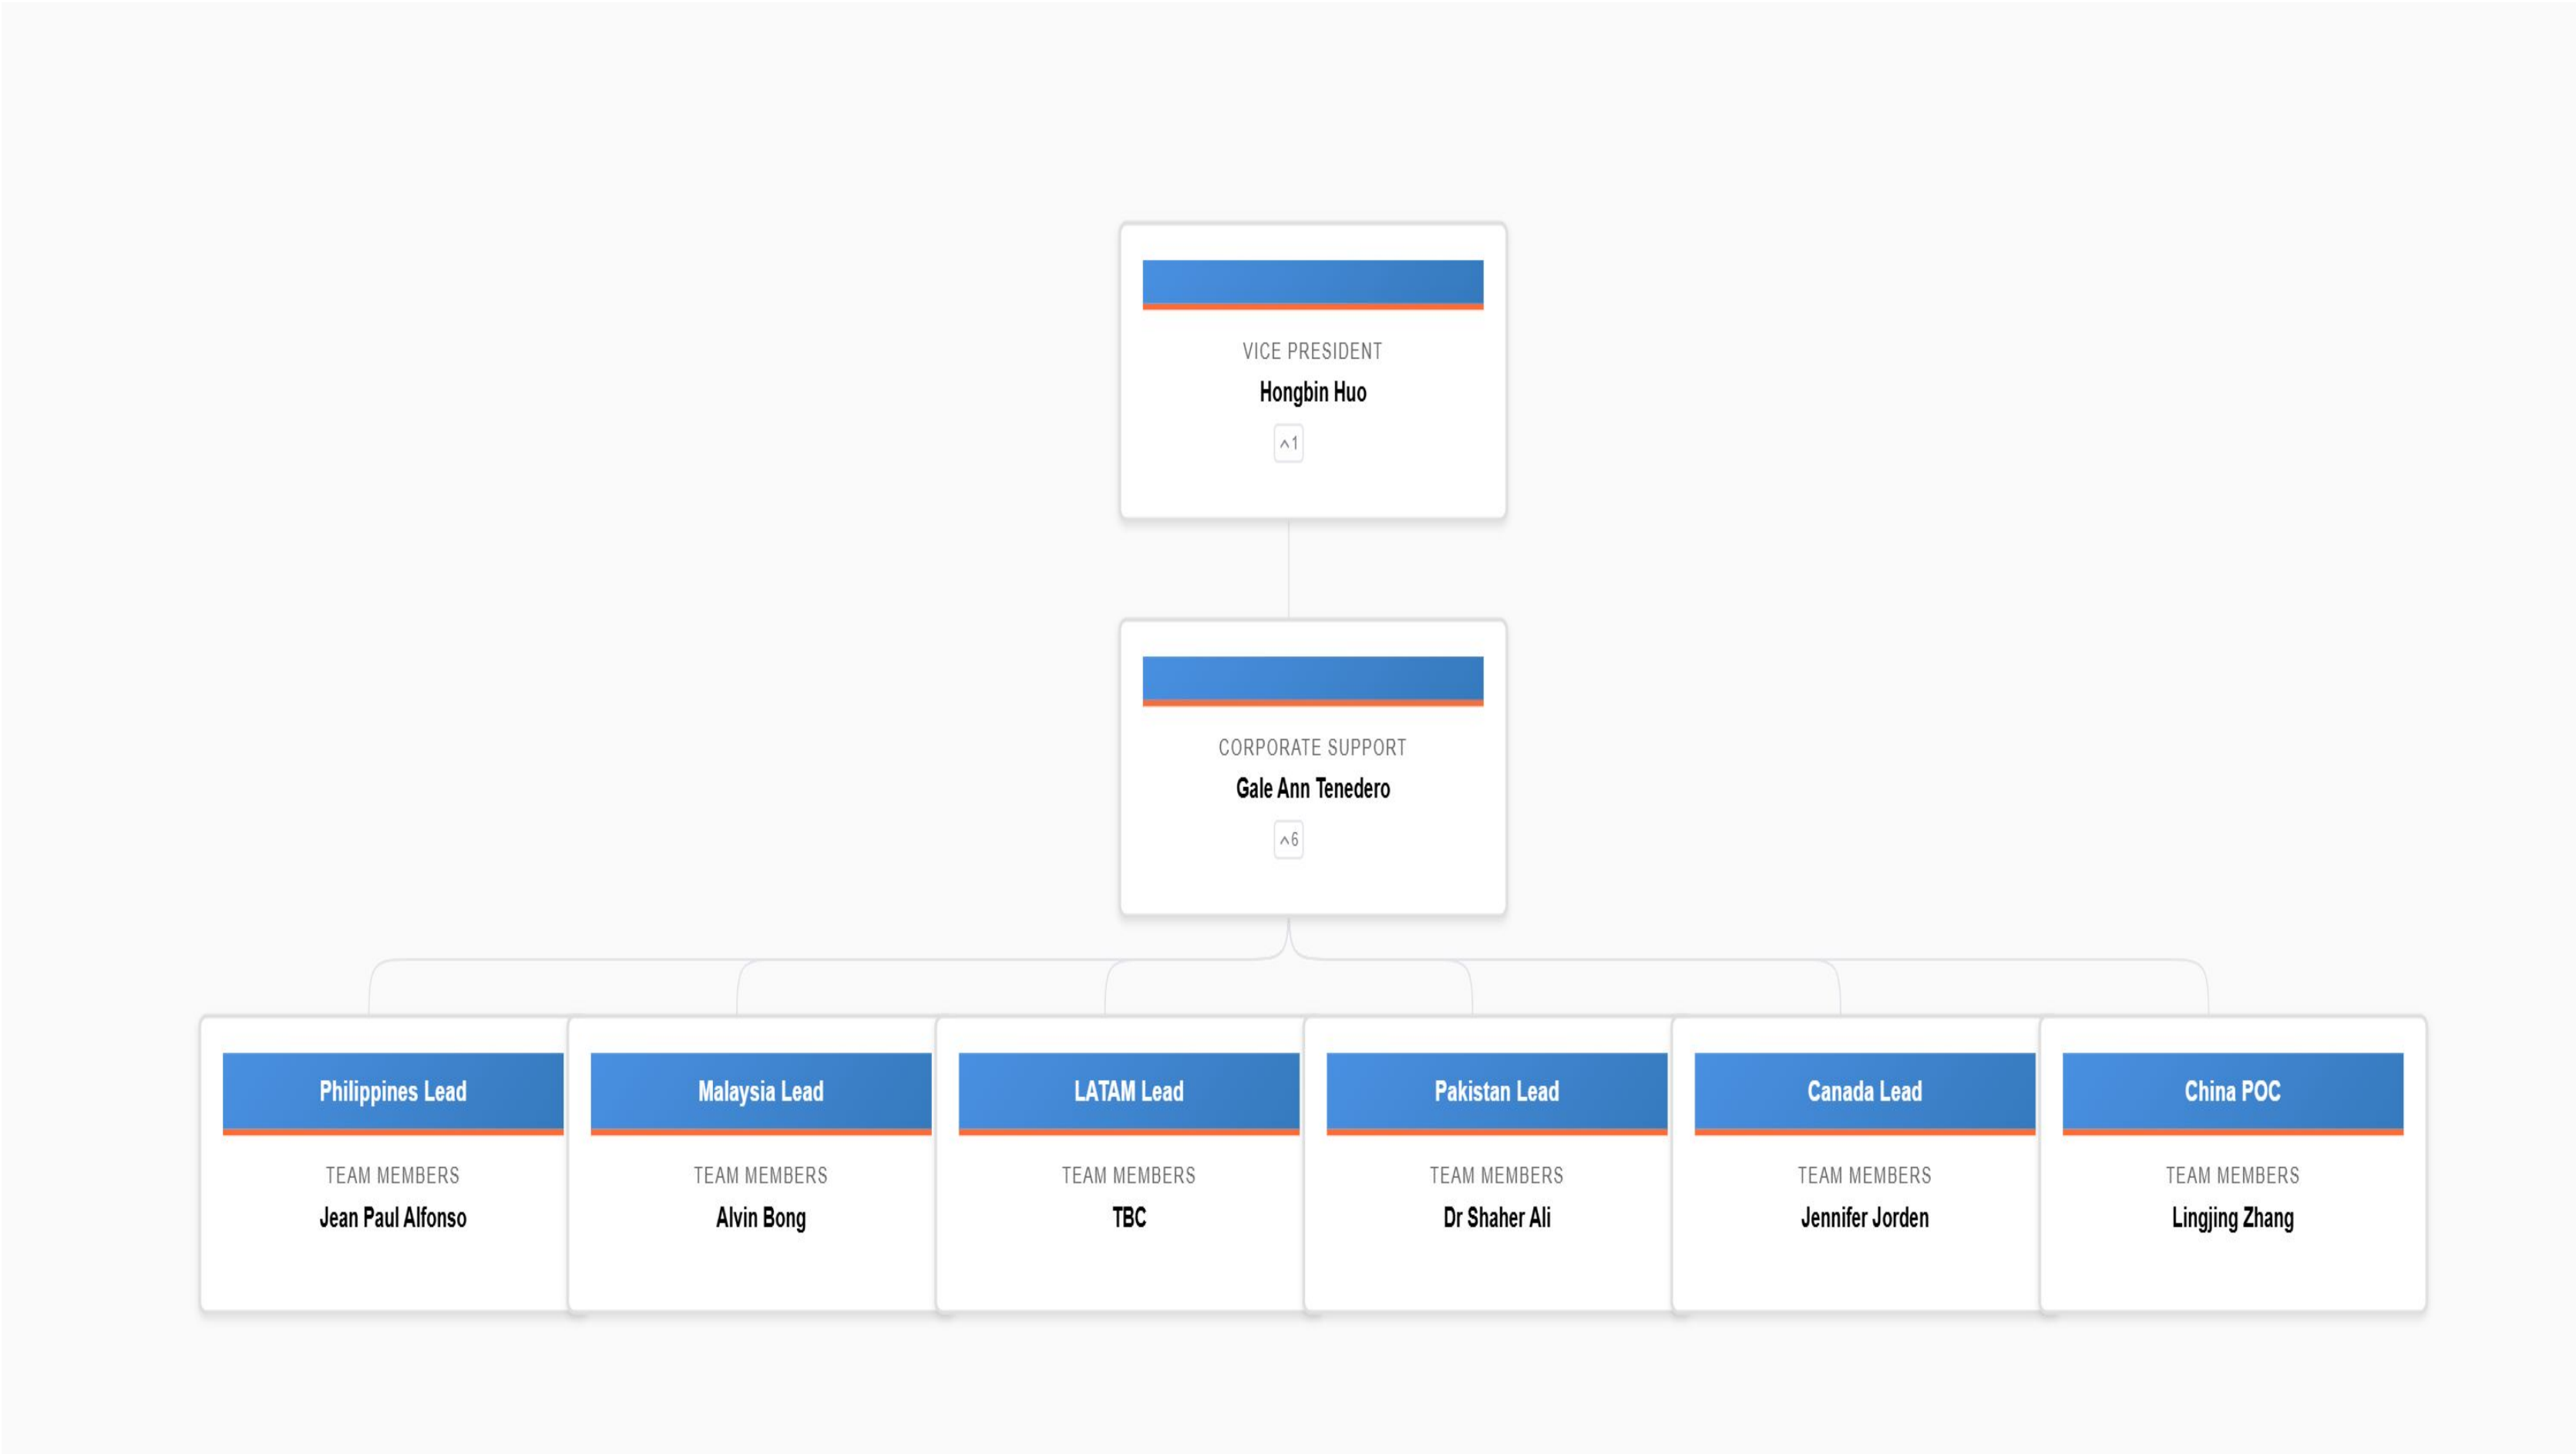 VICE PRESIDENT
Hongbin Huo
^1
CORPORATE SUPPORT
Gale Ann Tenedero
^6
Philippines Lead
TEAM MEMBERS
Jean Paul Alfonso
Malaysia Lead
TEAM MEMBERS
Alvin Bong
LATAM Lead
TEAM MEMBERS
TBC
Pakistan Lead
TEAM MEMBERS
Dr Shaher Ali
Canada Lead
TEAM MEMBERS
Jennifer Jorden
China POC
TEAM MEMBERS
Lingjing Zhang